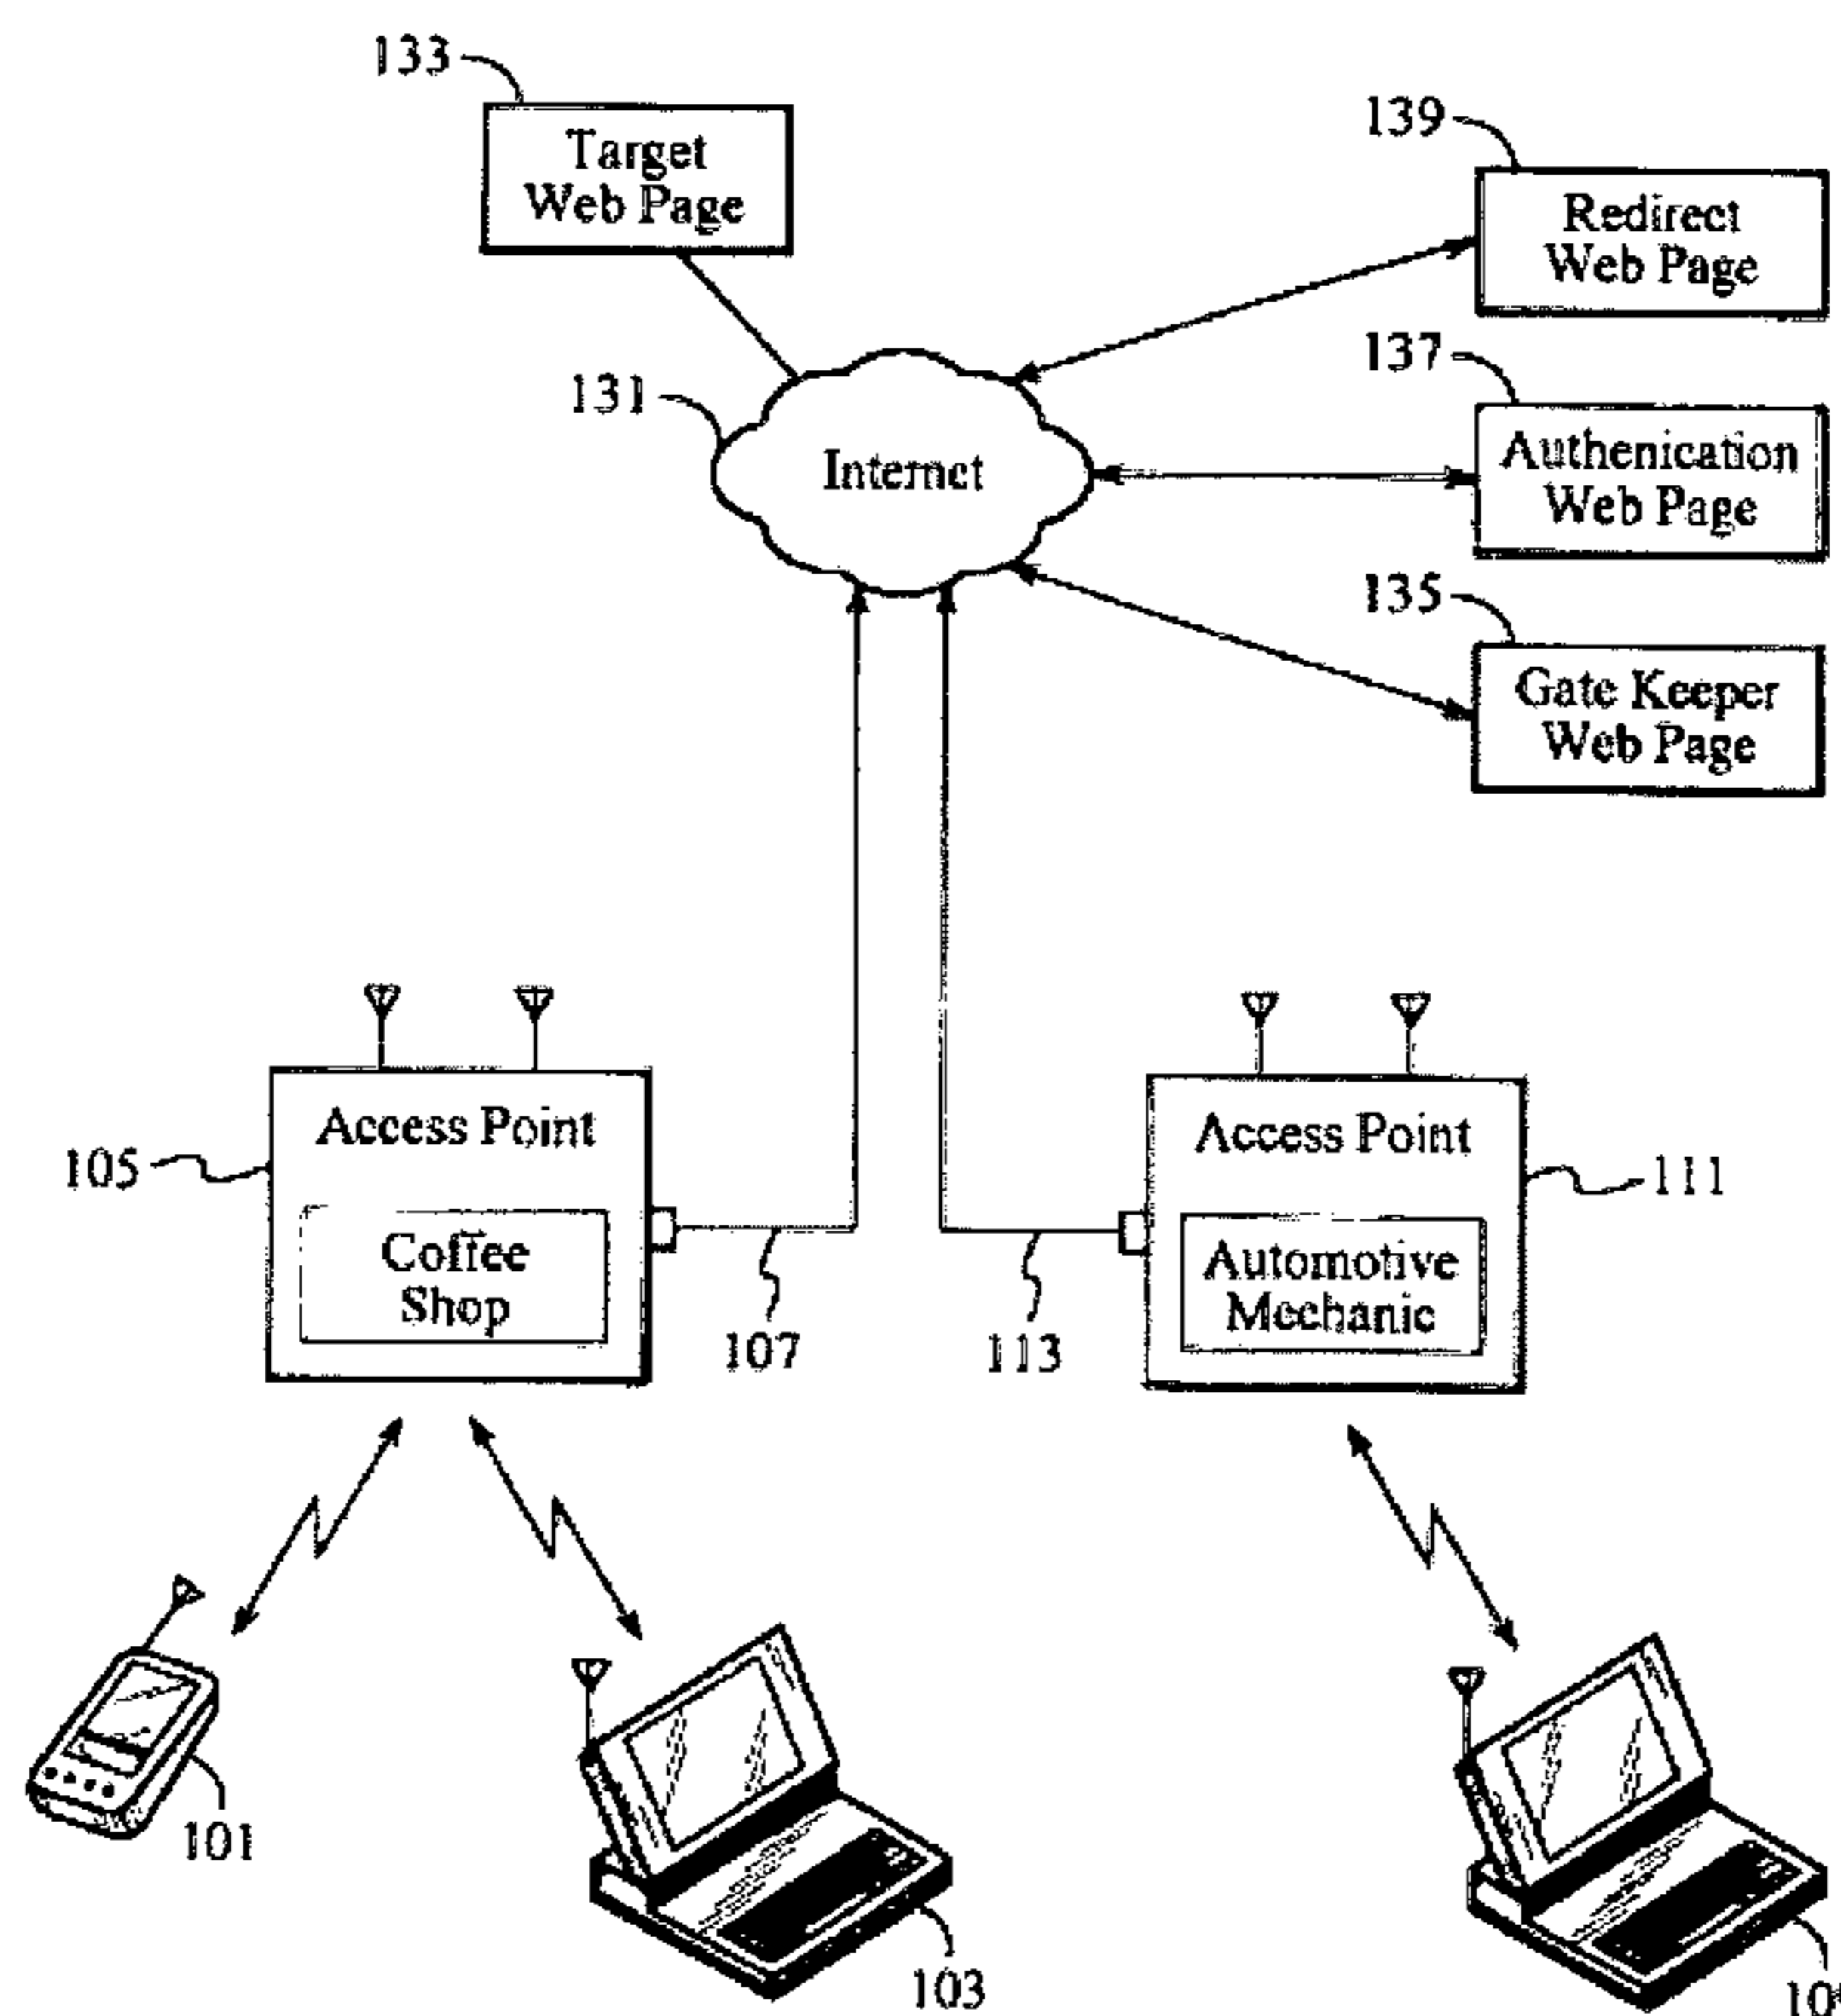 133
Target
Web Page
139
Redirect
Web Page
131
Internet
137
Authenication
Web Page
135
Gate Keeper
Web Page
105
Access Point
Coffee
Shop
107
113
Access Point
Automotive
Mechanic
111
101
103